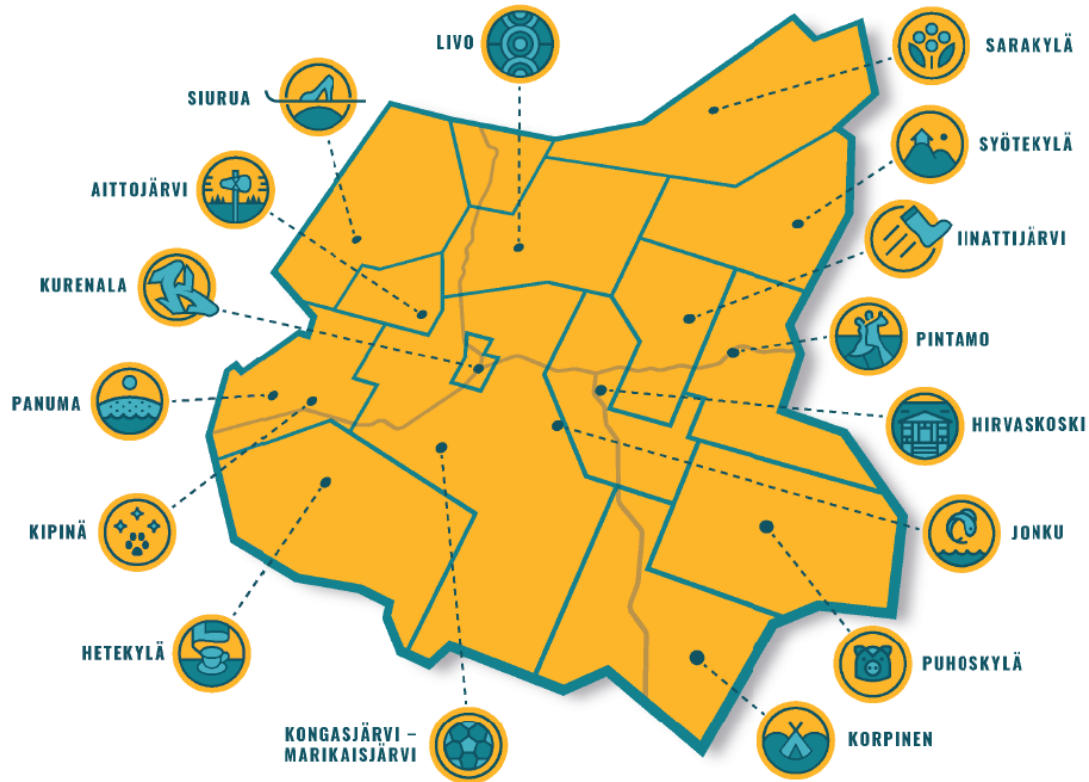 LIVO
SARAKYLÄ
SIURUA
SYÖTEKYLÄ
AITTOJÄRVI
IINATTIJÄRVI
KURENALA
PINTAMO
PANUMA
HIRVASKOSKI
KIPINÄ
JONKU
HETEKYLÄ
PUHOSKYLÄ
KONGASJÄRVI –
MARIKAISJÄRVI
KORPINEN